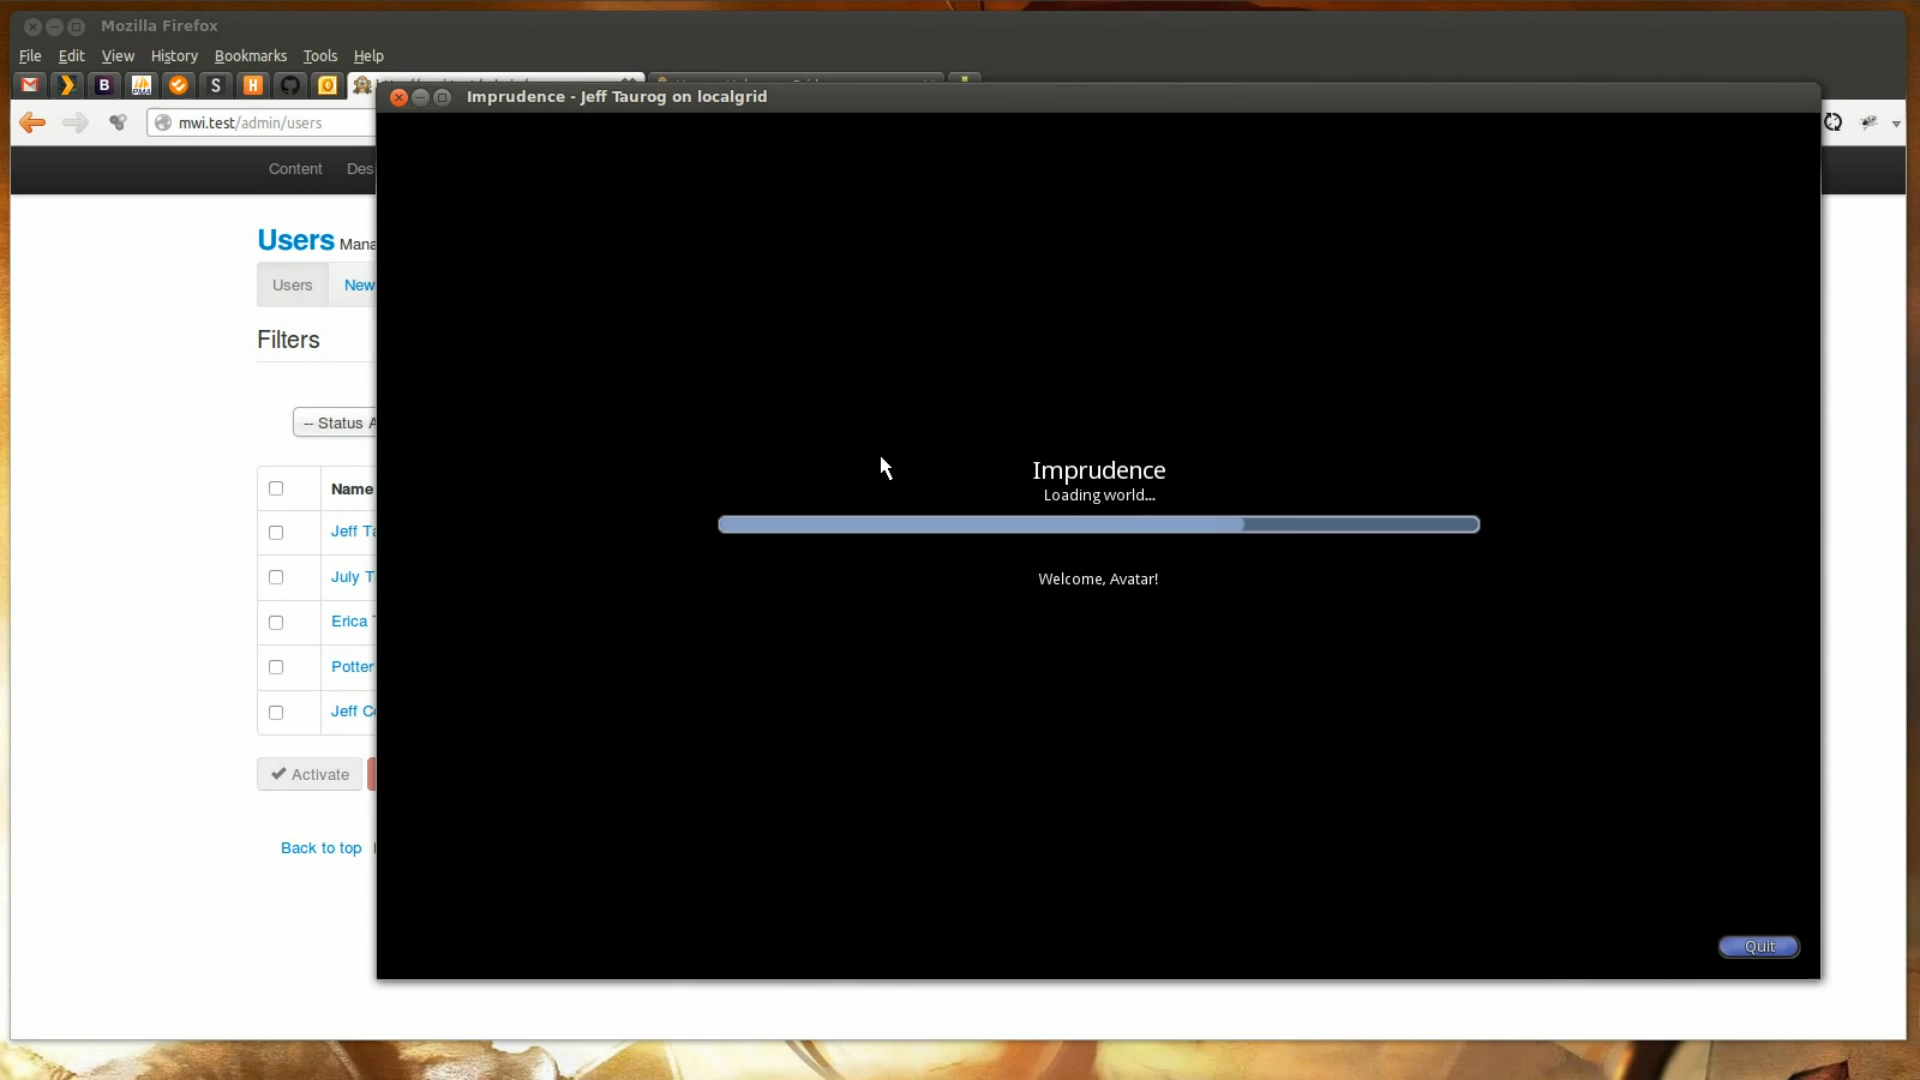 Mozilla Firefox
File Edit View History Bookmarks Tools Help
B PMA S H O
Imprudence - Jeff Taurog on localgrid
mwi.test/admin/users
Content Des
Users Mana
Users New
Filters
-- Status A
Name
Jeff Ta
July T
Erica
Potter
Jeff C
Activate
Back to top
Imprudence
Loading world...
Welcome, Avatar!
Quit